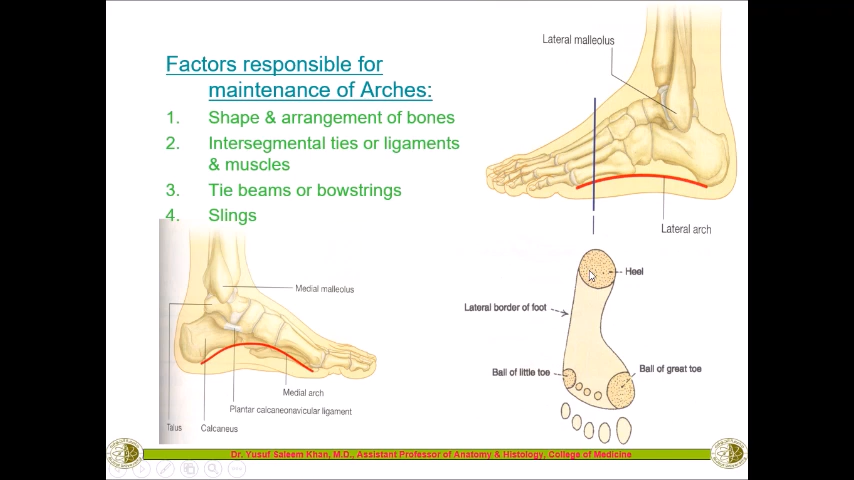 Factors responsible for
maintenance of Arches:
1. Shape & arrangement of bones
2. Intersegmental ties or ligaments
& muscles
3. Tie beams or bowstrings
4. Slings
Lateral malleolus
Lateral arch
Medial malleolus
Medial arch
Plantar calcaneonavicular ligament
Talus
Calcaneus
Heel
Lateral border of foot
Ball of little toe
Ball of great toe
Dr. Yusuf Saleem Khan, M.D., Assistant Professor of Anatomy & Histology, College of Medicine